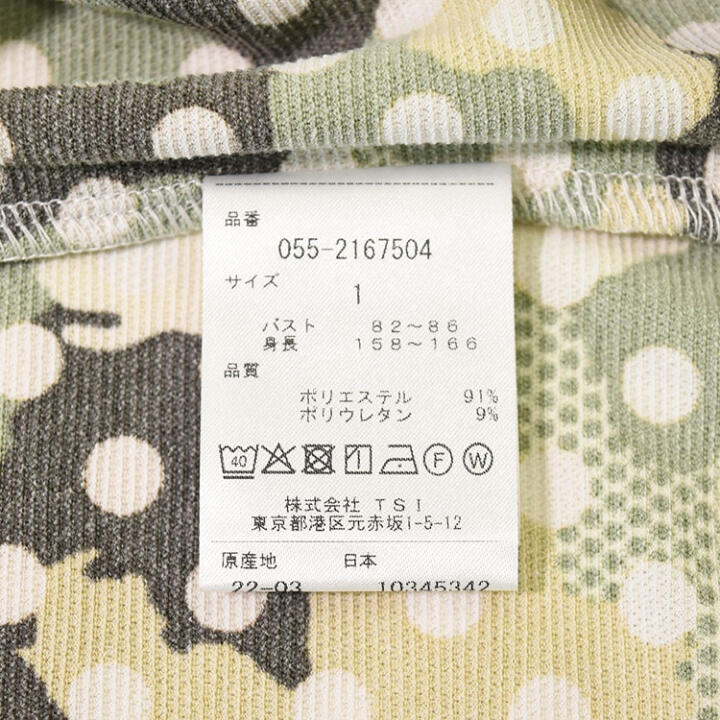 品番
055-2167504
サイズ
1
バスト 82～86
身長 158～166
品質
ポリエステル 91%
ポリウレタン 9%
40 F W
株式会社 TSI
東京都港区元赤坂1-5-12
原産地 日本
22-03 10345342